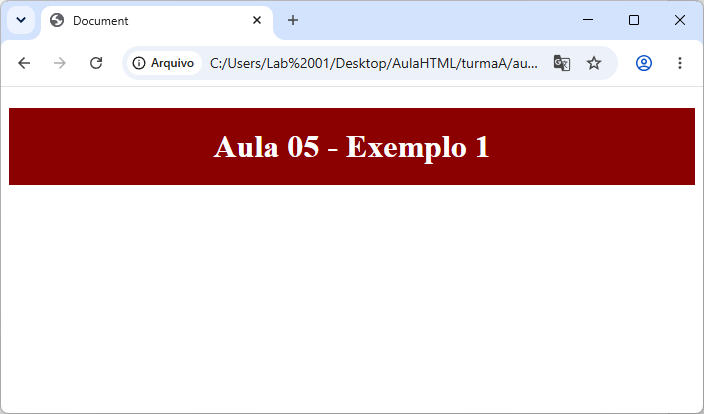 Document
Arquivo
C:/Users/Lab%2001/Desktop/AulaHTML/turmaA/au...
Aula 05 - Exemplo 1